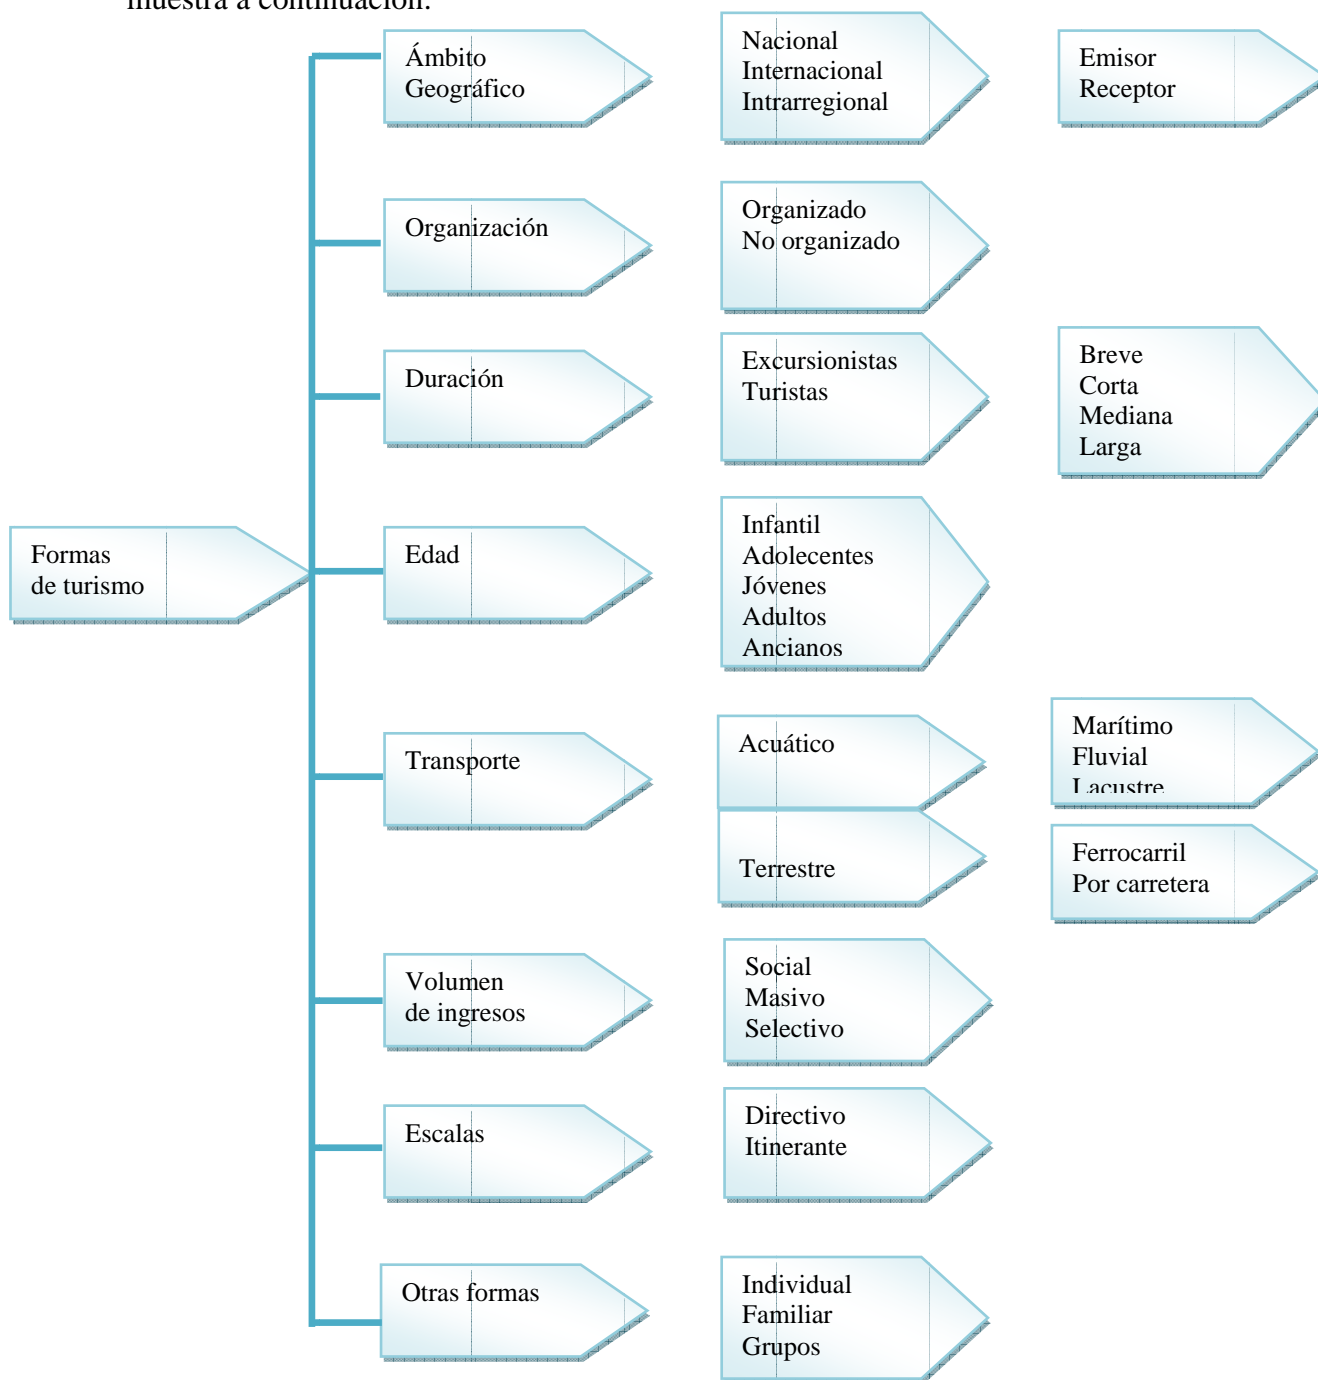 muestra a continuación:
Ámbito
Geográfico
Nacional
Internacional
Intrarregional
Emisor
Receptor
Organización
Organizado
No organizado
Duración
Excursionistas
Turistas
Breve
Corta
Mediana
Larga
Formas
de turismo
Edad
Infantil
Adolecentes
Jóvenes
Adultos
Ancianos
Transporte
Acuático
Marítimo
Fluvial
Lacustre
Terrestre
Ferrocarril
Por carretera
Volumen
de ingresos
Social
Masivo
Selectivo
Escalas
Directivo
Itinerante
Otras formas
Individual
Familiar
Grupos